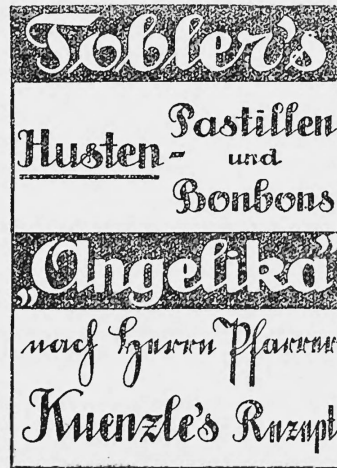 Tobler's
Husten-
Pastillen
und
Bonbons
„Angelika"
nach Herrn Pfarrer
Kuenzle's Rezept